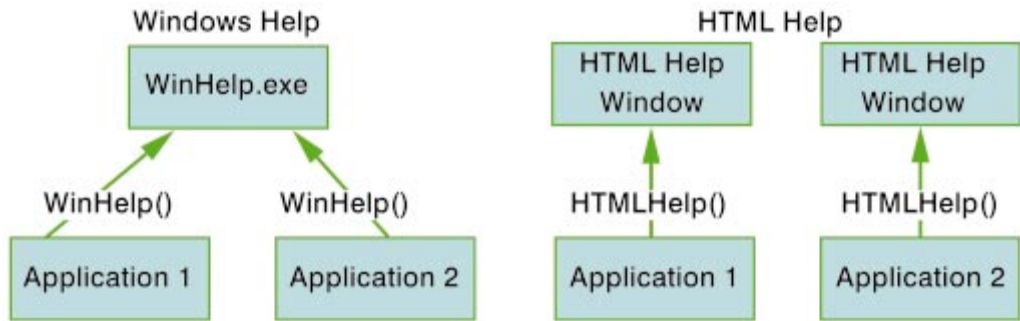 Windows Help
HTML Help
WinHelp.exe
HTML Help
Window
HTML Help
Window
WinHelp()
WinHelp()
HTMLHelp()
HTMLHelp()
Application 1
Application 2
Application 1
Application 2